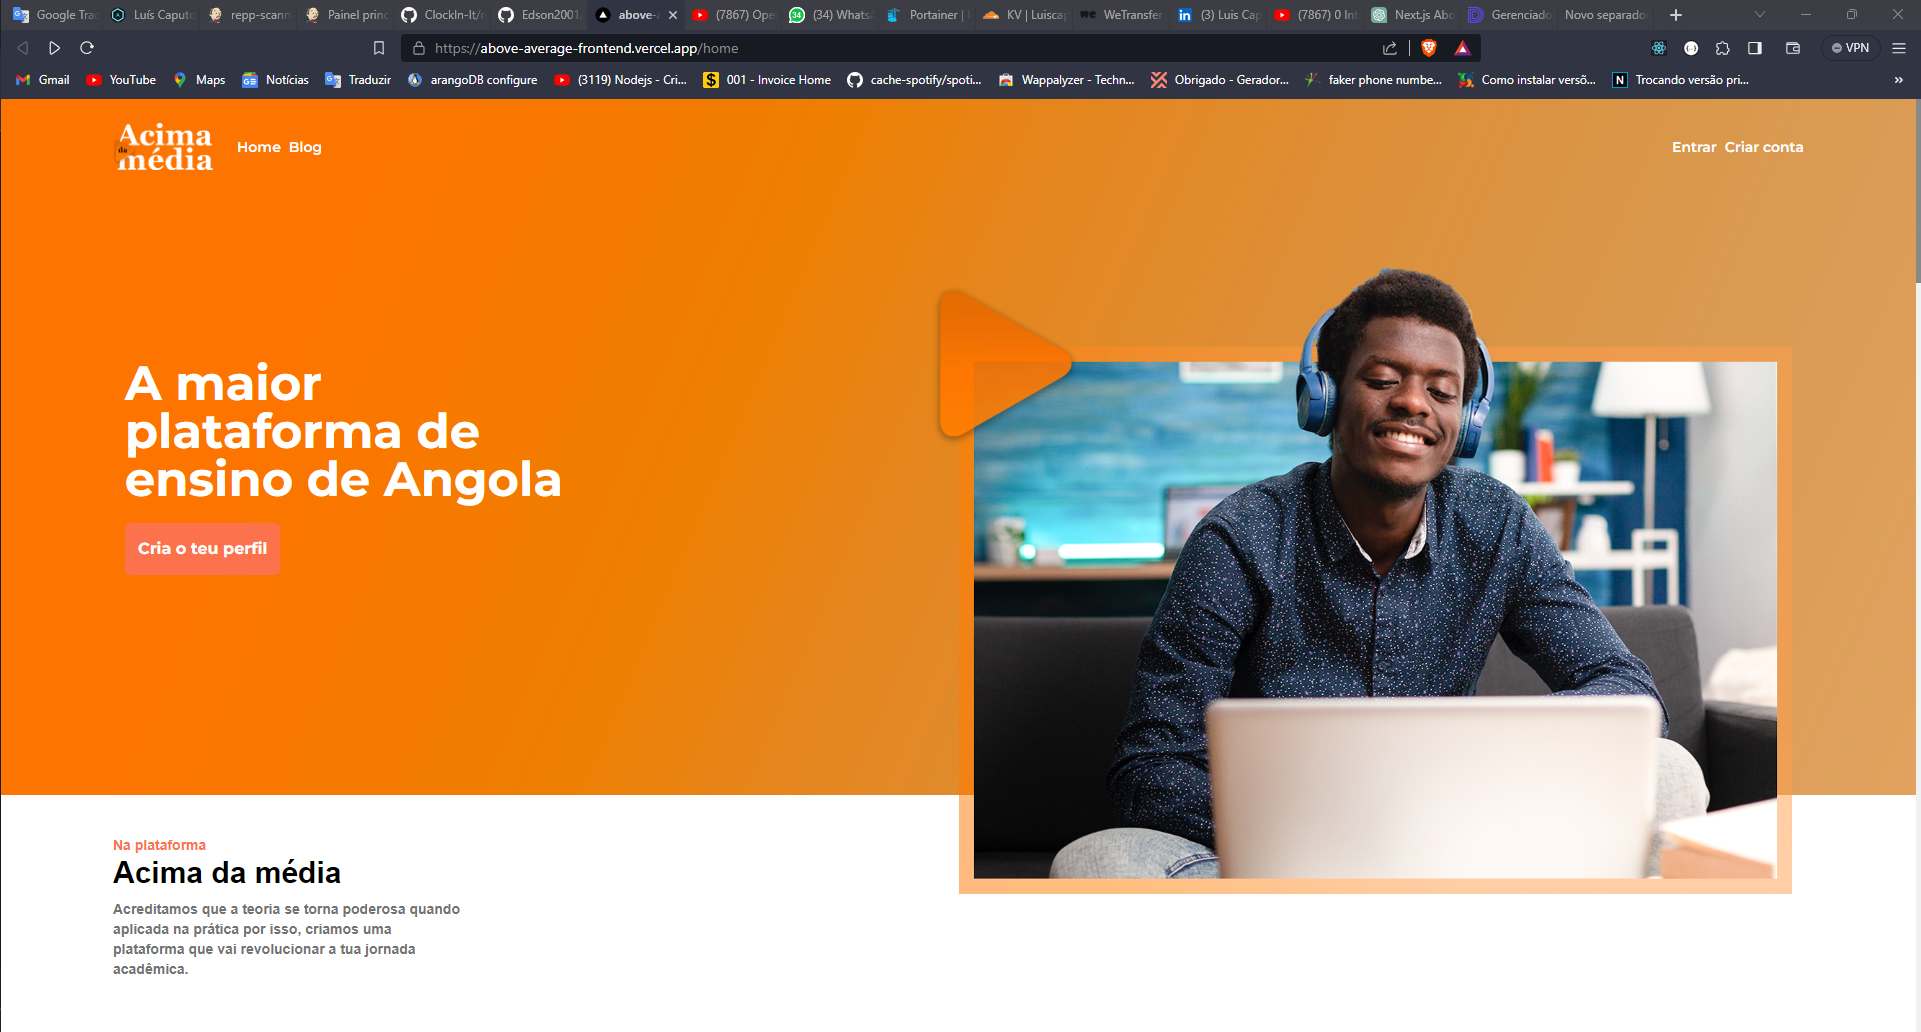 Google Tra
Luís Caput
repp-scann
Painel prin
ClockIn-It/r
Edson2001/
above-a
(7867) Ope
(34) Whats
Portainer |
KV | Luiscap
WeTransfer
(3) Luis Cap
(7867) 0 Int
Next.js Abo
Gerenciado
Novo separado
https://above-average-frontend.vercel.app/home
VPN
Gmail
YouTube
Maps
Notícias
Traduzir
arangoDB configure
(3119) Nodejs - Cri...
001 - Invoice Home
cache-spotify/spoti...
Wappalyzer - Techn...
Obrigado - Gerador...
faker phone numbe...
Como instalar versõ...
Trocando versão pri...
Acima
da
média
Home Blog
Entrar Criar conta
A maior
plataforma de
ensino de Angola
Cria o teu perfil
Na plataforma
Acima da média
Acreditamos que a teoria se torna poderosa quando
aplicada na prática por isso, criamos uma
plataforma que vai revolucionar a tua jornada
acadêmica.